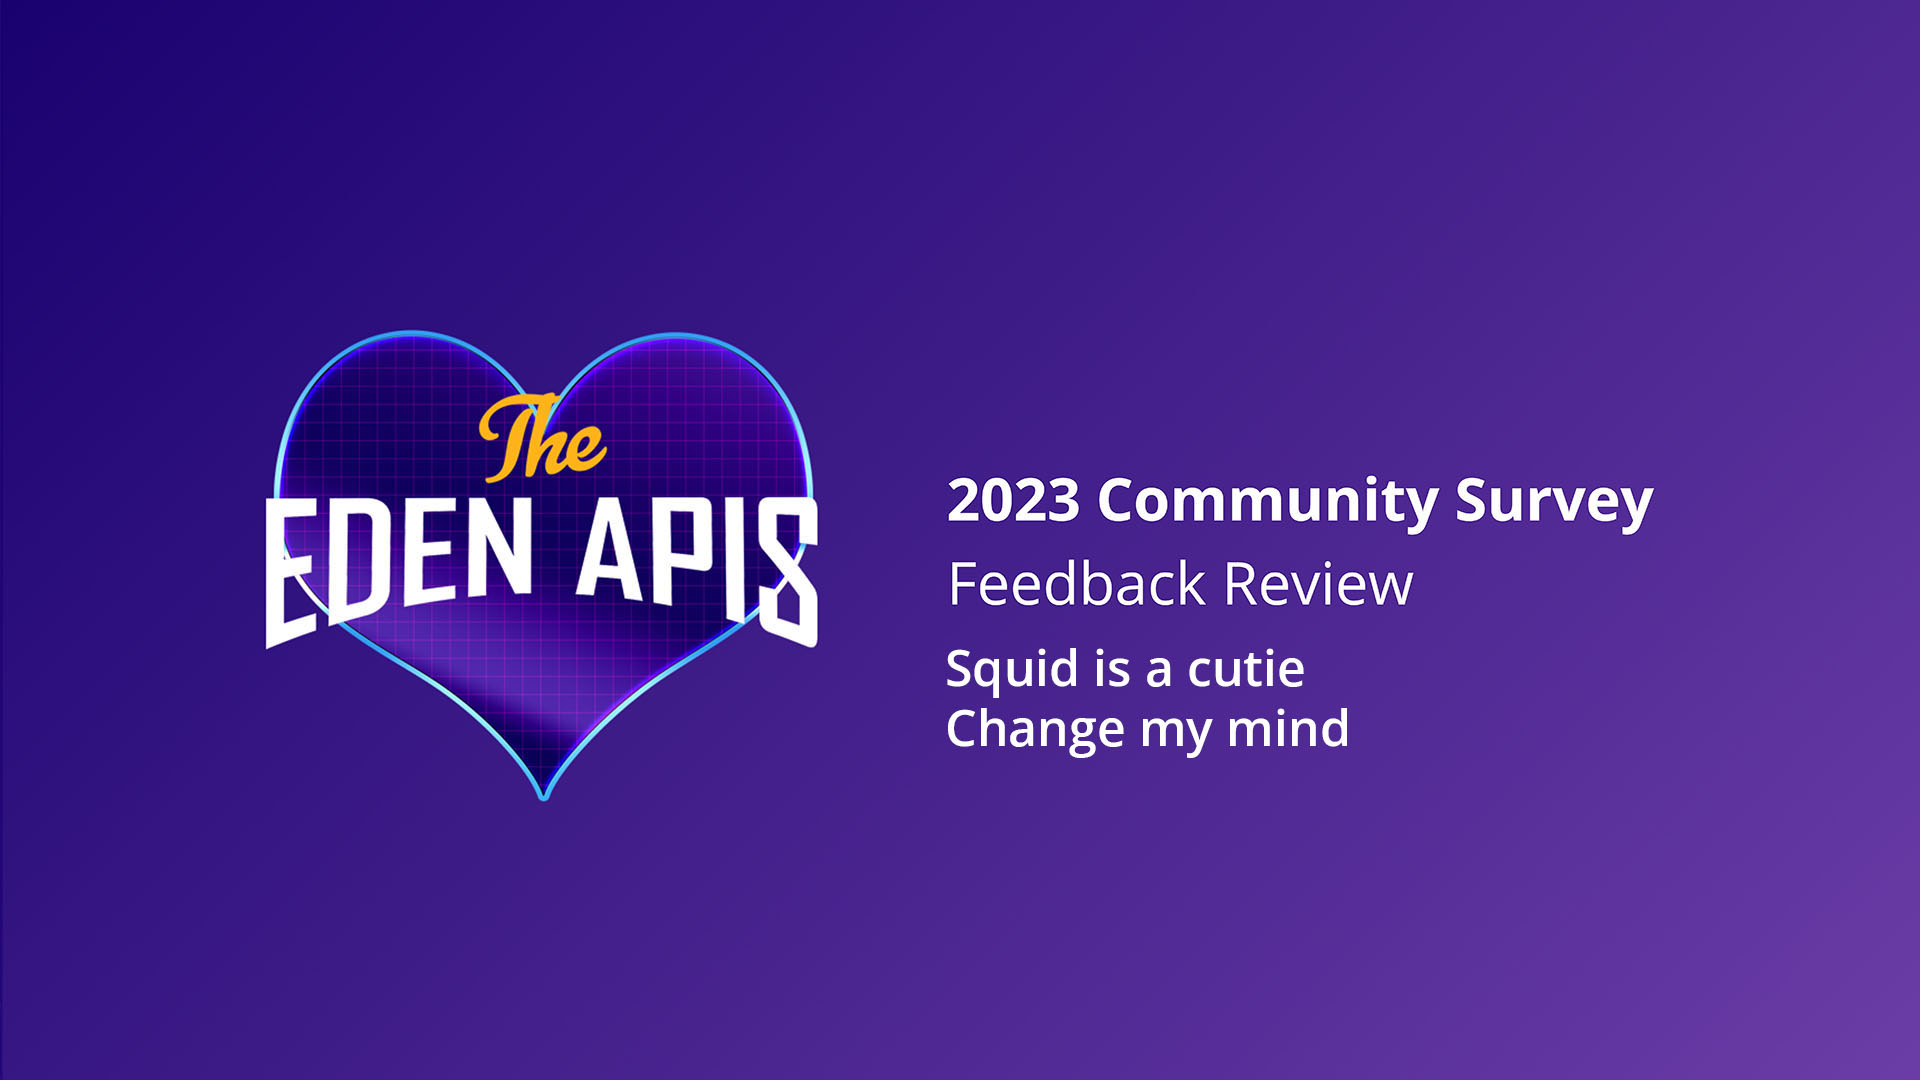 The
EDEN APIS
2023 Community Survey
Feedback Review
Squid is a cutie
Change my mind